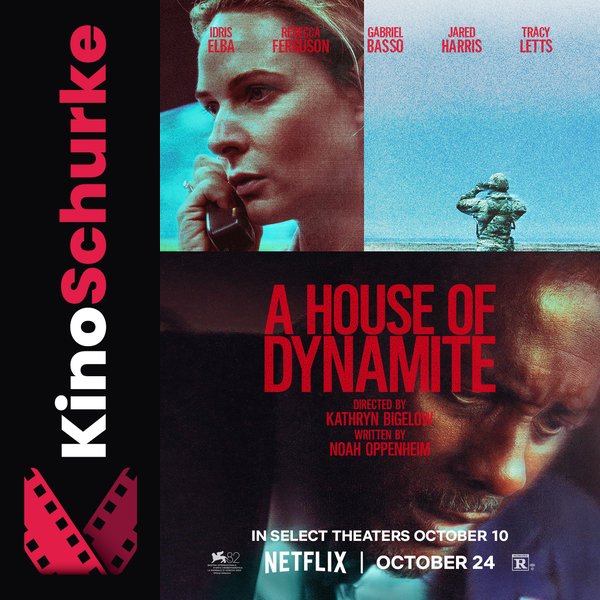 KinoSchurke
IDRIS
ELBA
REBECCA
FERGUSON
GABRIEL
BASSO
JARED
HARRIS
TRACY
LETTS
A HOUSE OF
DYNAMITE
DIRECTED BY
KATHRYN BIGELOW
WRITTEN BY
NOAH OPPENHEIM
IN SELECT THEATERS OCTOBER 10
82
NETFLIX | OCTOBER 24
R